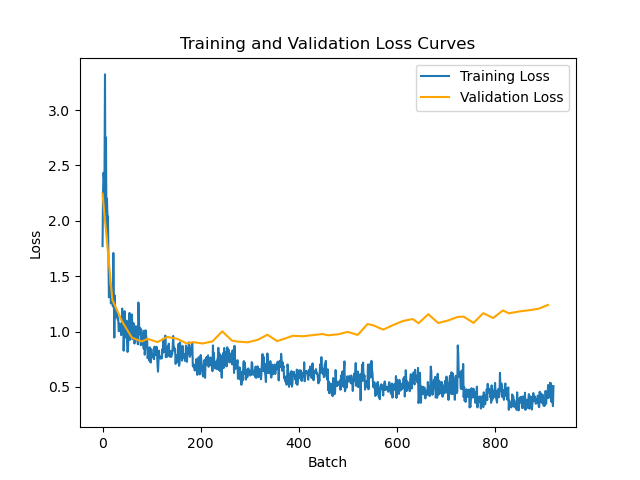 Training and Validation Loss Curves
Training Loss
Validation Loss
3.0
2.5
2.0
1.5
1.0
0.5
Loss
0 200 400 600 800
Batch